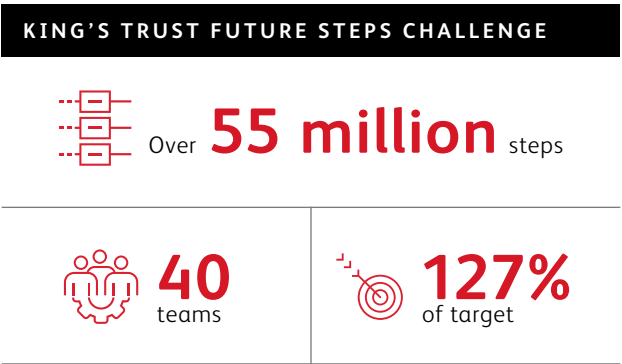 KING’S TRUST FUTURE STEPS CHALLENGE
Over 55 million steps
40
teams
127%
of target